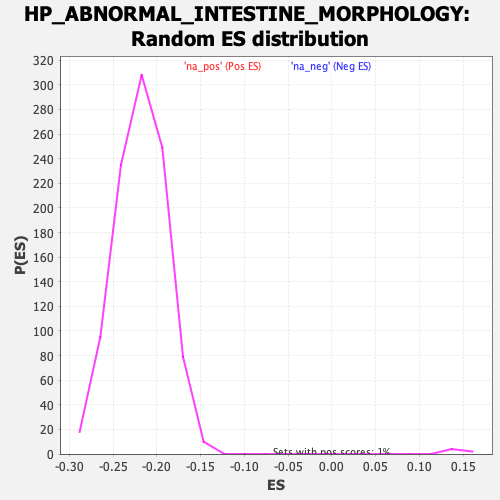 HP_ABNORMAL_INTESTINE_MORPHOLOGY:
Random ES distribution
'na_pos' (Pos ES) 'na_neg' (Neg ES)
320
300
280
260
240
220
200
180
160
140
120
100
80
60
40
20
0
P(ES)
Sets with pos scores: 1%
-0.30 -0.25 -0.20 -0.15 -0.10 -0.05 0.00 0.05 0.10 0.15
ES